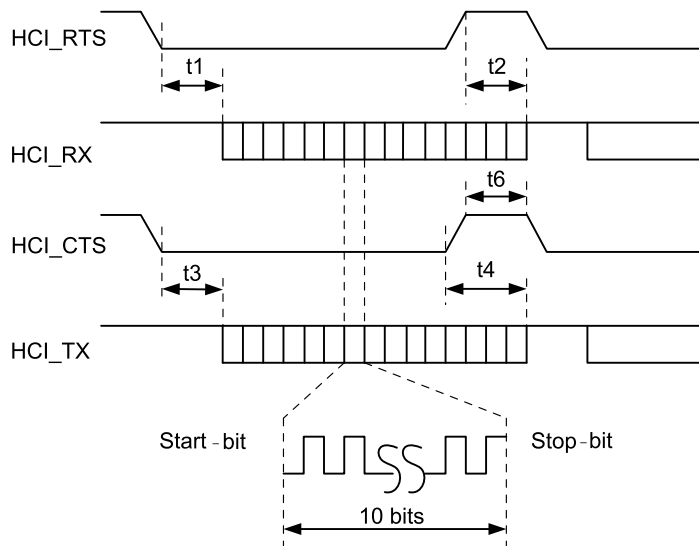 HCI_RTS
t1
t2
HCI_RX
t6
HCI_CTS
t3
t4
HCI_TX
Start-bit
Stop-bit
10 bits